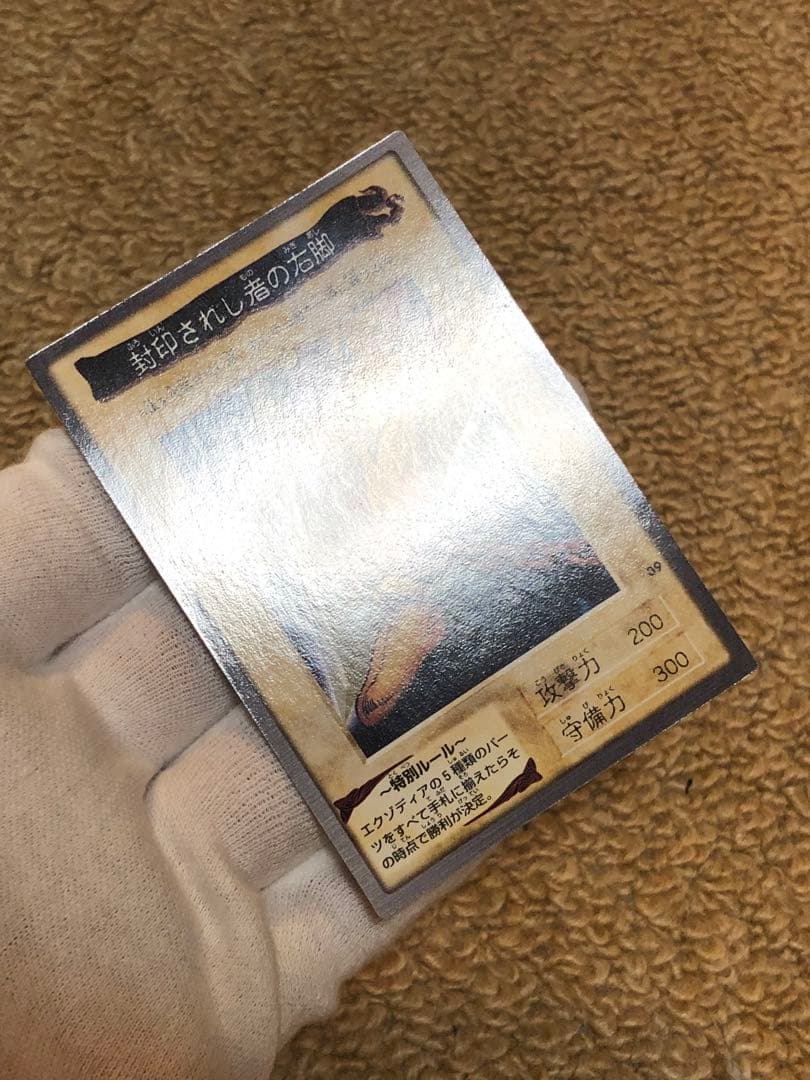 封印されし者の右脚
39
攻撃力 200
守備力 300
～特別ルール～
エクゾディアの5種類のパー
ツをすべて手札に揃えたらそ
の時点で勝利が決定。